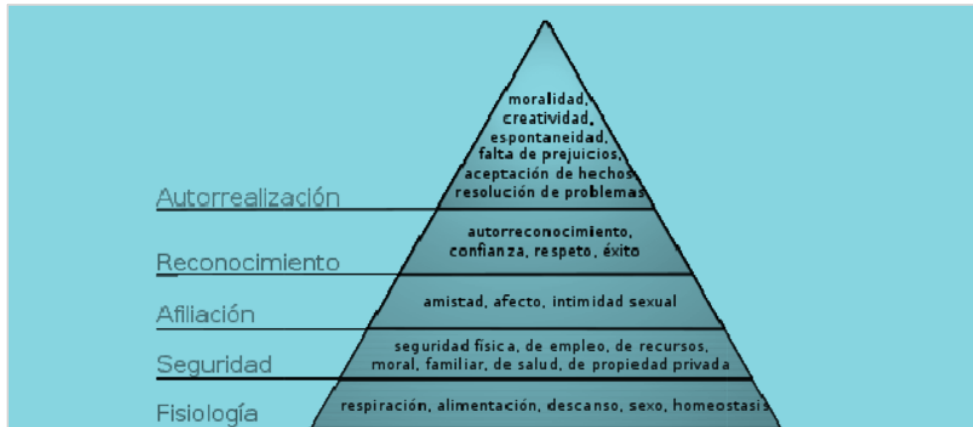 moralidad,
creatividad,
espontaneidad,
falta de prejuicios,
aceptación de hechos,
resolución de problemas
Autorrealización
autorreconocimiento,
confianza, respeto, éxito
Reconocimiento
amistad, afecto, intimidad sexual
Afiliación
seguridad física, de empleo, de recursos,
moral, familiar, de salud, de propiedad privada
Seguridad
respiración, alimentación, descanso, sexo, homeostasis
Fisiología